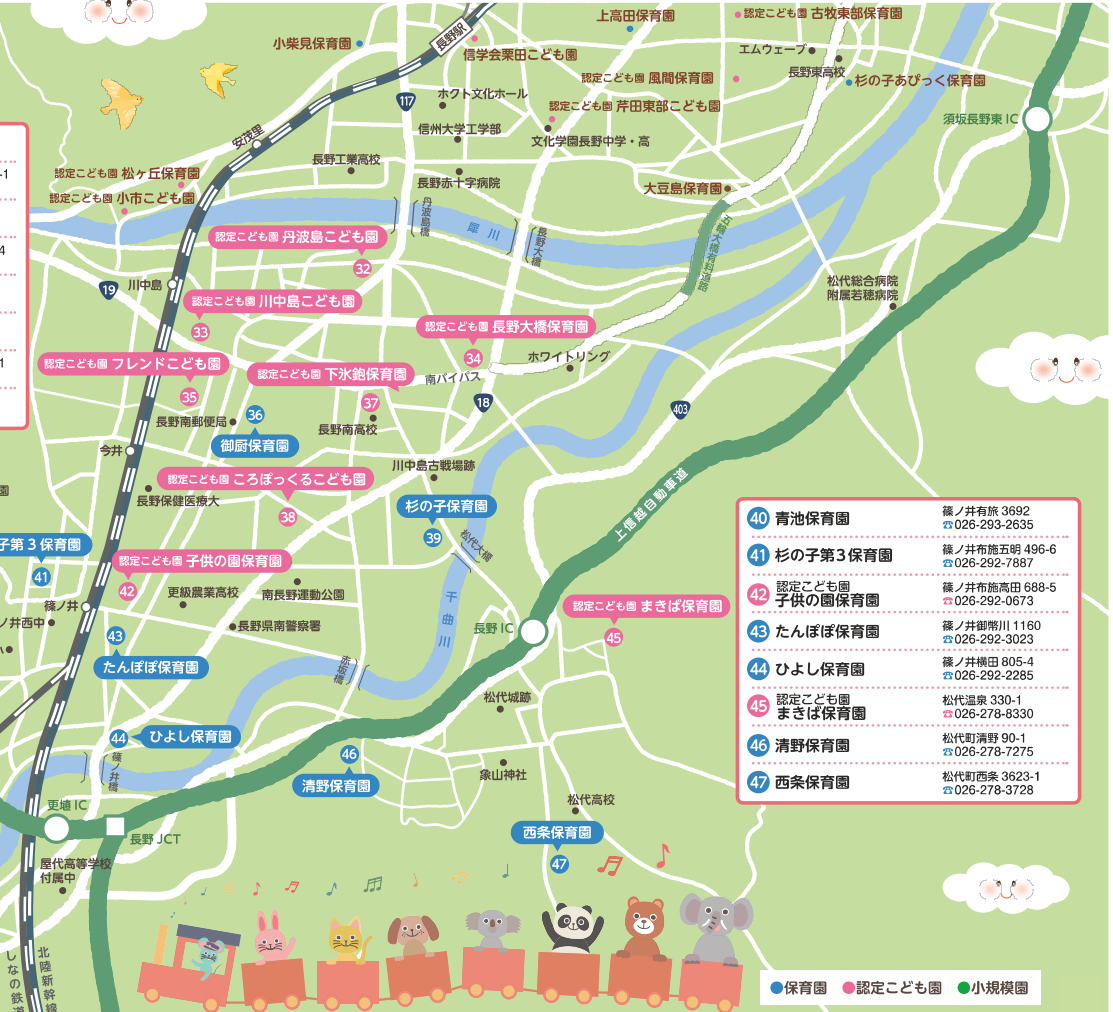 上高田保育園
認定こども園 古牧東部保育園
小柴見保育園
長野駅
信学会栗田こども園
エムウェーブ
長野東高校
認定こども園 風間保育園
杉の子あぴっく保育園
117
ホクト文化ホール
認定こども園 芹田東部こども園
須坂長野東 IC
安茂里
信州大学工学部
文化学園長野中学・高
長野工業高校
認定こども園 松ヶ丘保育園
長野赤十字病院
大豆島保育園
認定こども園 小市こども園
丹波島橋
犀川
長野大橋
五輪大橋有料道路
認定こども園 丹波島こども園
32
川中島
19
認定こども園 川中島こども園
33
松代総合病院
附属若穂病院
認定こども園 長野大橋保育園
34
ホワイトリング
認定こども園 フレンドこども園
35
認定こども園 下氷鉋保育園
37
南バイパス
18
403
長野南郵便局
36
御厨保育園
長野南高校
今井
川中島古戦場跡
認定こども園 ころぽっくるこども園
38
長野保健医療大
杉の子保育園
39
上信越自動車道
園
松代大橋
子第3保育園
41
認定こども園 子供の園保育園
42
更級農業高校
南長野運動公園
千曲川
篠ノ井
ノ井西中
43
たんぽぽ保育園
長野県南警察署
長野 IC
認定こども園 まきば保育園
45
赤坂橋
松代城跡
44
ひよし保育園
篠ノ井橋
46
清野保育園
象山神社
松代高校
更埴 IC
長野 JCT
西条保育園
47
屋代高等学校
付属中
しなの鉄道
北陸新幹線
-1
4
1
40 青池保育園 篠ノ井有旅 3692
☎026-293-2635
41 杉の子第3保育園 篠ノ井布施五明 496-6
☎026-292-7887
42 認定こども園
子供の園保育園 篠ノ井布施高田 688-5
☎026-292-0673
43 たんぽぽ保育園 篠ノ井御幣川 1160
☎026-292-3023
44 ひよし保育園 篠ノ井横田 805-4
☎026-292-2285
45 認定こども園
まきば保育園 松代温泉 330-1
☎026-278-8330
46 清野保育園 松代町清野 90-1
☎026-278-7275
47 西条保育園 松代町西条 3623-1
☎026-278-3728
●保育園 ●認定こども園 ●小規模園